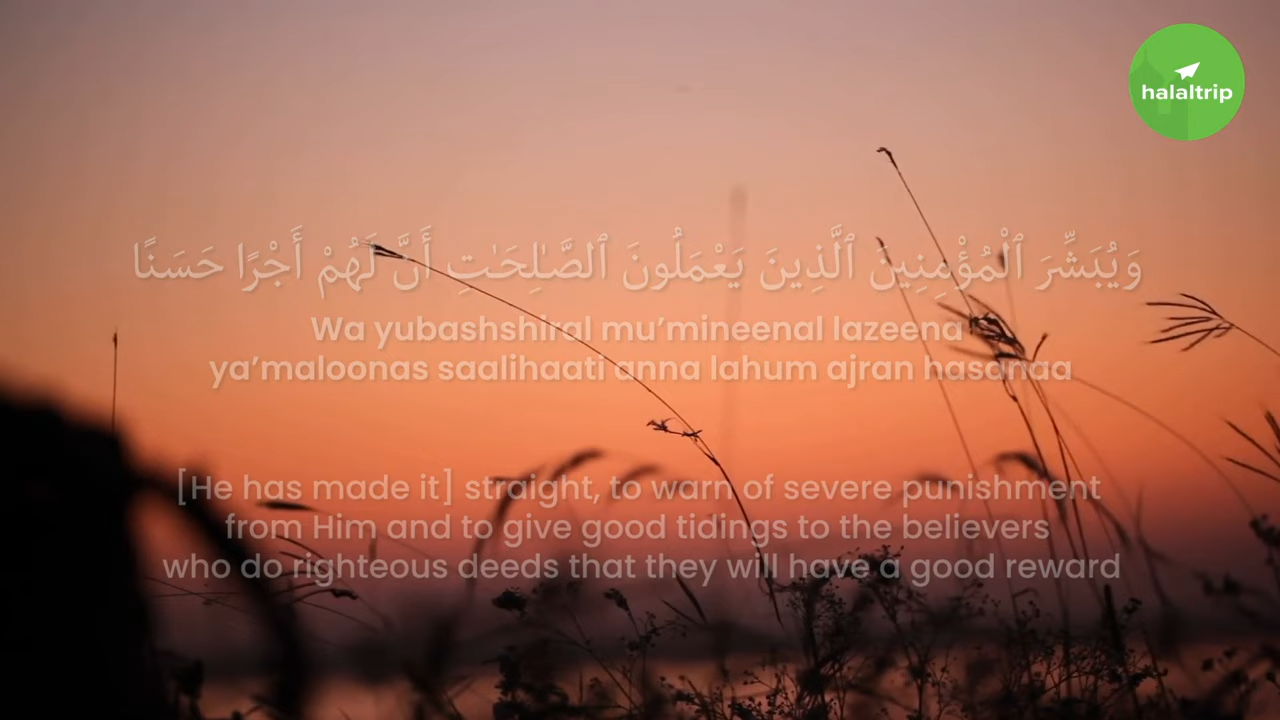 halaltrip
وَيُبَشِّرَ ٱلْمُؤْمِنِينَ ٱلَّذِينَ يَعْمَلُونَ ٱلصَّٰلِحَٰتِ أَنَّ لَهُمْ أَجْرًا حَسَنًا
Wa yubashshiral mu’mineenal lazeena
ya’maloonas saalihaati anna lahum ajran hasanaa
[He has made it] straight, to warn of severe punishment
from Him and to give good tidings to the believers
who do righteous deeds that they will have a good reward